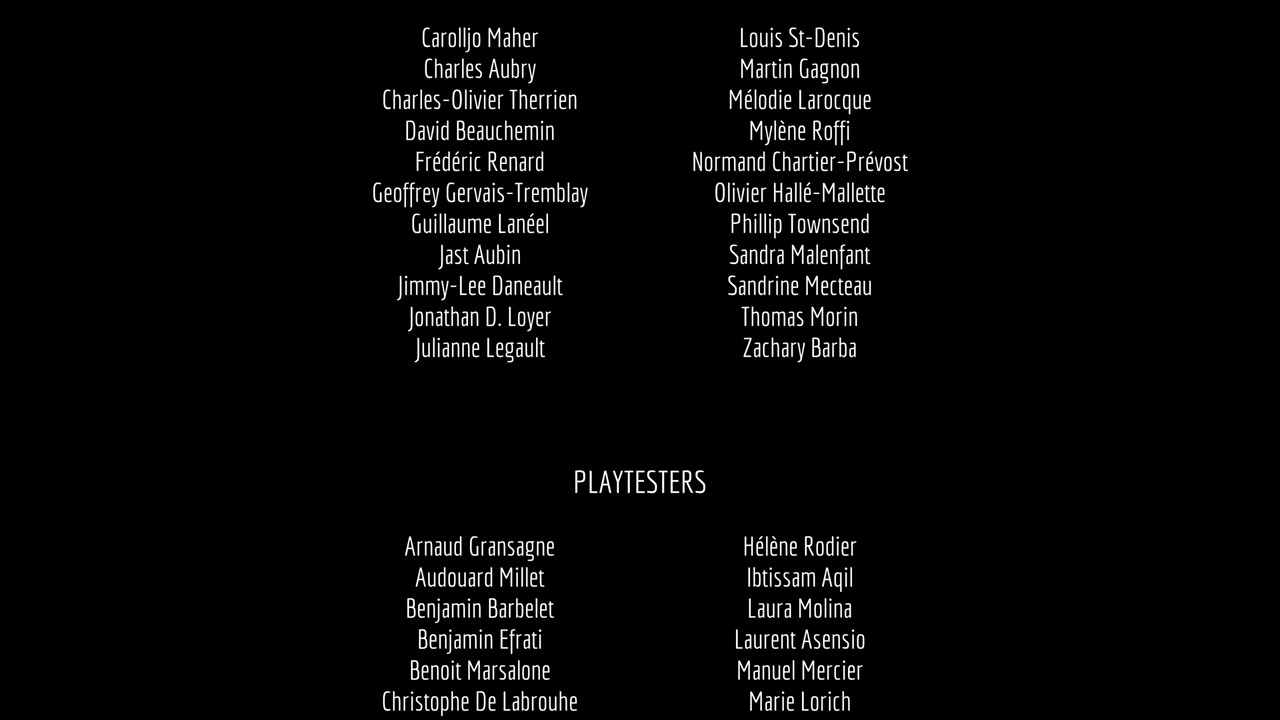 Carolljo Maher
Charles Aubry
Charles-Olivier Therrien
David Beauchemin
Frédéric Renard
Geoffrey Gervais-Tremblay
Guillaume Lanéel
Jast Aubin
Jimmy-Lee Daneault
Jonathan D. Loyer
Julianne Legault
Louis St-Denis
Martin Gagnon
Mélodie Larocque
Mylène Roffi
Normand Chartier-Prévost
Olivier Hallé-Mallette
Phillip Townsend
Sandra Malenfant
Sandrine Mecteau
Thomas Morin
Zachary Barba
PLAYTESTERS
Arnaud Gransagne
Audouard Millet
Benjamin Barbelet
Benjamin Efrati
Benoit Marsalone
Christophe De Labrouhe
Hélène Rodier
Ibtissam Aqil
Laura Molina
Laurent Asensio
Manuel Mercier
Marie Lorich